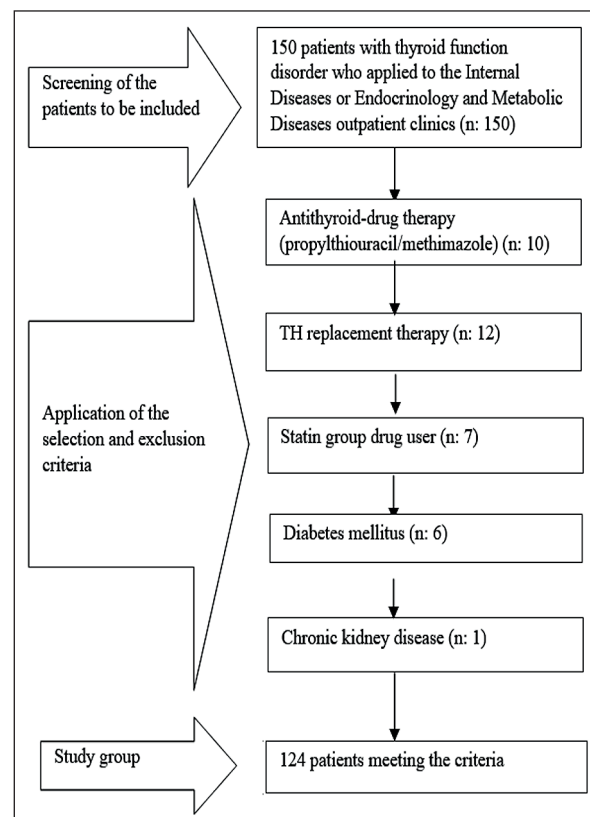 Screening of the
patients to be included
150 patients with thyroid function
disorder who applied to the Internal
Diseases or Endocrinology and Metabolic
Diseases outpatient clinics (n: 150)
Application of the
selection and exclusion
criteria
Antithyroid-drug therapy
(propylthiouracil/methimazole) (n: 10)
TH replacement therapy (n: 12)
Statin group drug user (n: 7)
Diabetes mellitus (n: 6)
Chronic kidney disease (n: 1)
Study group
124 patients meeting the criteria